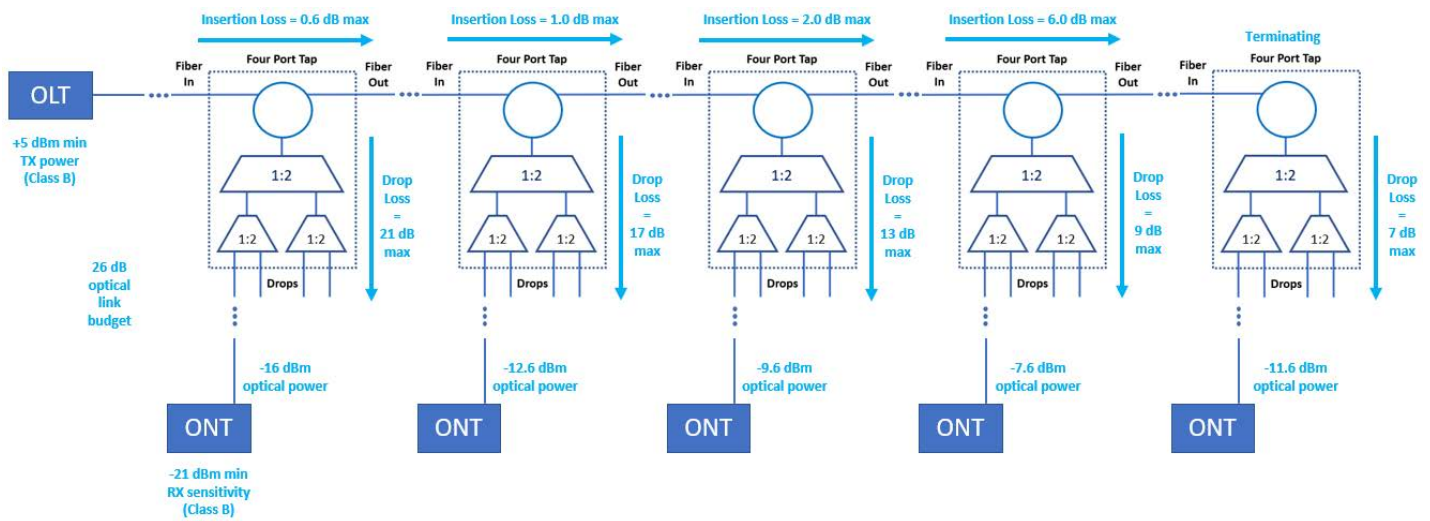 Insertion Loss = 0.6 dB max
Insertion Loss = 1.0 dB max
Insertion Loss = 2.0 dB max
Insertion Loss = 6.0 dB max
Terminating
Fiber
In
Four Port Tap
Fiber
Out
Fiber
In
Four Port Tap
Fiber
Out
Fiber
In
Four Port Tap
Fiber
Out
Fiber
In
Four Port Tap
Fiber
Out
Fiber
In
Four Port Tap
OLT
+5 dBm min
TX power
(Class B)
1:2
1:2
1:2
1:2
1:2
Drop
Loss
=
21 dB
max
Drop
Loss
=
17 dB
max
Drop
Loss
=
13 dB
max
Drop
Loss
=
9 dB
max
Drop
Loss
=
7 dB
max
1:2
1:2
1:2
1:2
1:2
1:2
1:2
1:2
1:2
1:2
26 dB
optical
link
budget
Drops
Drops
Drops
Drops
Drops
-16 dBm
optical power
-12.6 dBm
optical power
-9.6 dBm
optical power
-7.6 dBm
optical power
-11.6 dBm
optical power
ONT
ONT
ONT
ONT
ONT
-21 dBm min
RX sensitivity
(Class B)